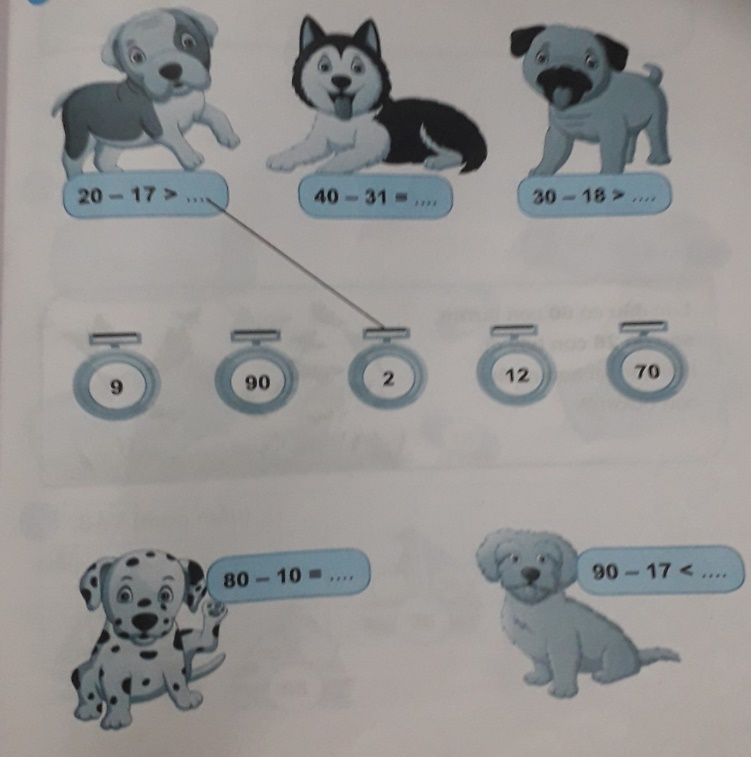 20 – 17 > ....
40 – 31 = ....
30 – 18 > ....
9
90
2
12
70
80 – 10 = ....
90 – 17 < ....